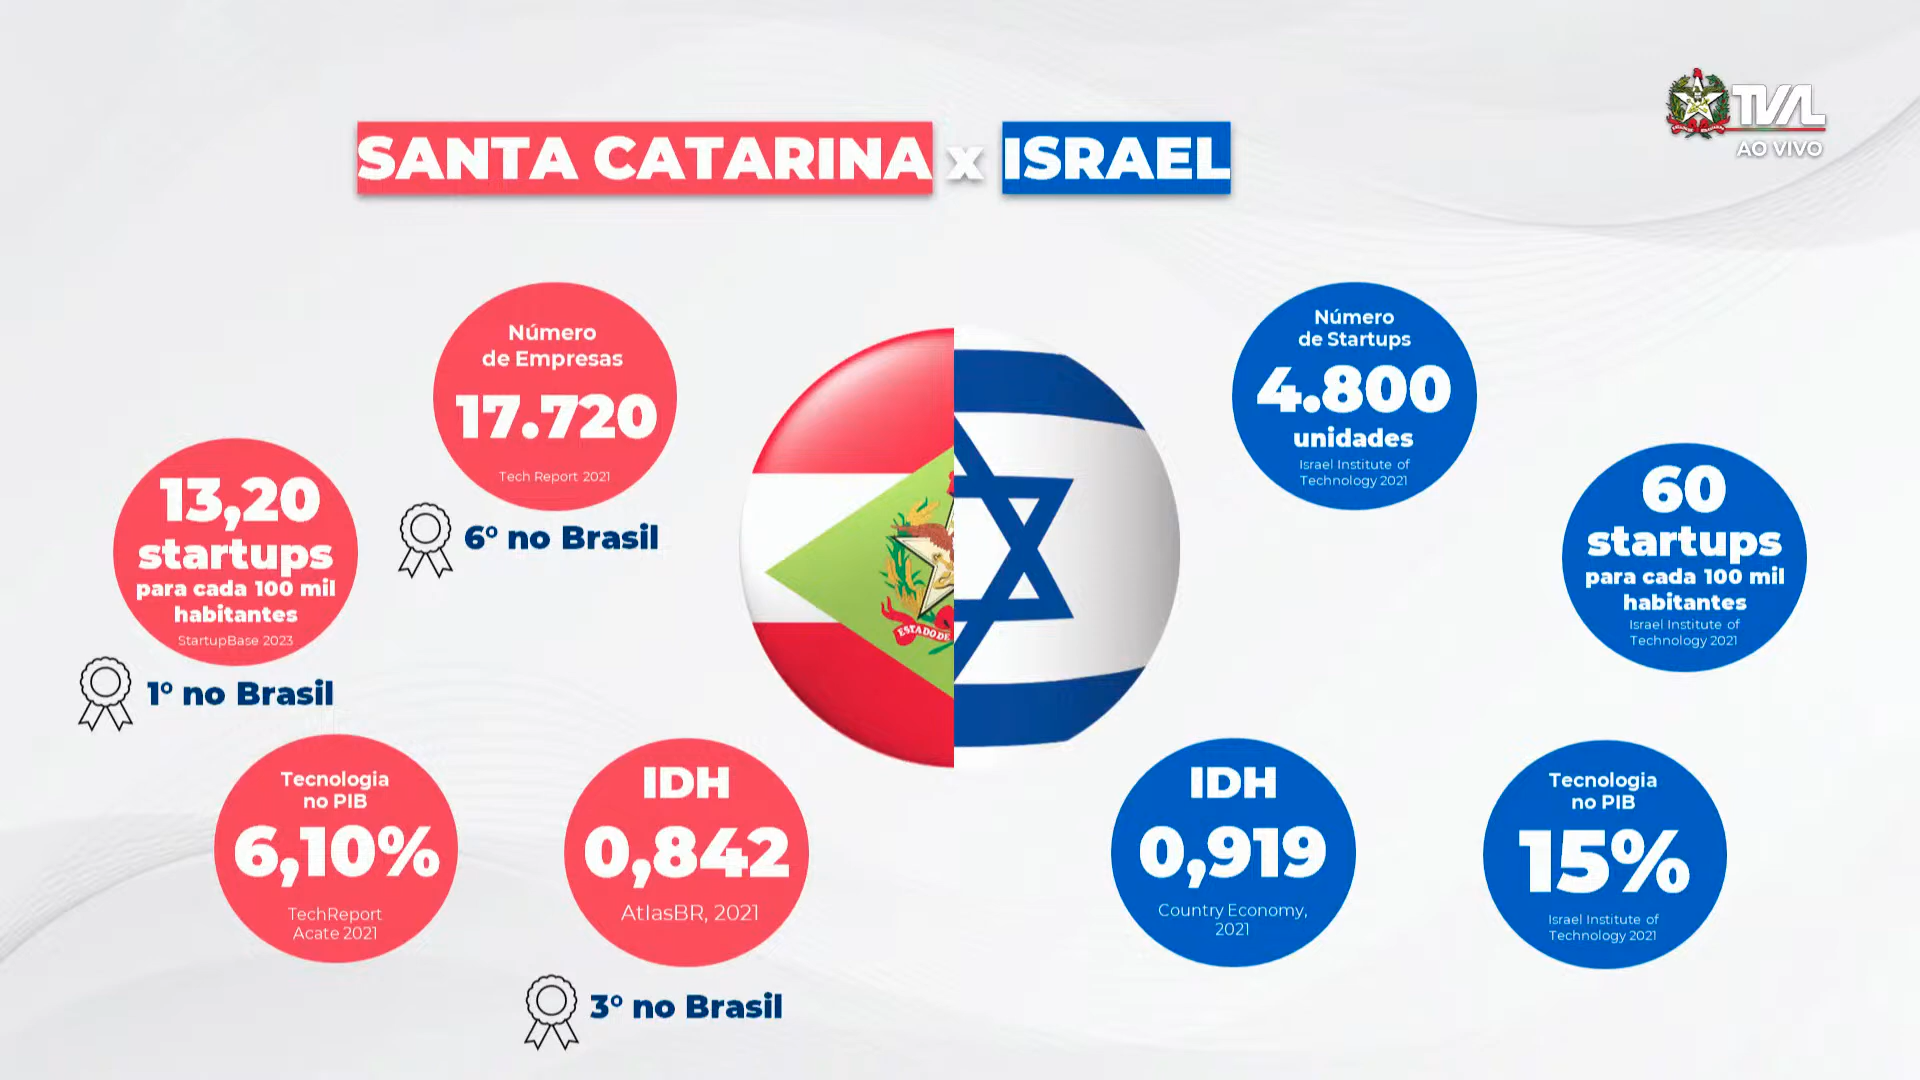 SANTA CATARINA x ISRAEL
TVAL
AO VIVO
Número
de Empresas
17.720
Tech Report 2021
6º no Brasil
13,20
startups
para cada 100 mil
habitantes
StartupBase 2023
1º no Brasil
Tecnologia
no PIB
6,10%
TechReport
Acate 2021
IDH
0,842
AtlasBR, 2021
3º no Brasil
ESTADO DE
Número
de Startups
4.800
unidades
Israel Institute of
Technology 2021
60
startups
para cada 100 mil
habitantes
Israel Institute of
Technology 2021
IDH
0,919
Country Economy,
2021
Tecnologia
no PIB
15%
Israel Institute of
Technology 2021